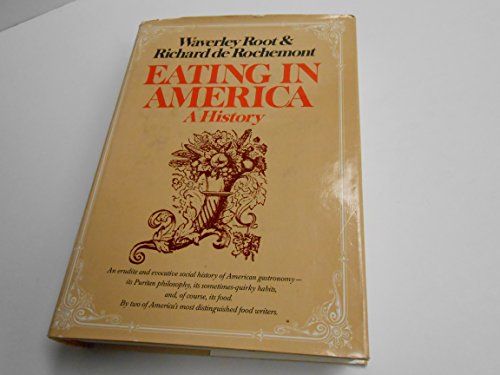 Waverley Root &
Richard de Rochemont
EATING IN
AMERICA
A History
An erudite and evocative social history of American gastronomy—
its Puritan philosophy, its sometimes-quirky habits,
and, of course, its food.
By two of America's most distinguished food writers.